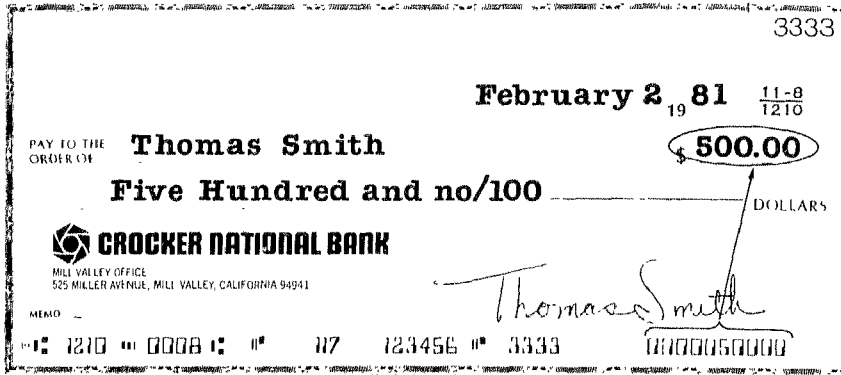 3333
February 2, 19 81 11-8
1210
PAY TO THE
ORDER OF Thomas Smith $ 500.00
Five Hundred and no/100 DOLLARS
CROCKER NATIONAL BANK
MILL VALLEY OFFICE
525 MILLER AVENUE, MILL VALLEY, CALIFORNIA 94941
Thomas Smith
MEMO
⑆ 1210 ⑉ 0008 ⑆ ⑈ 117 123456 ⑈ 3333 0000050000